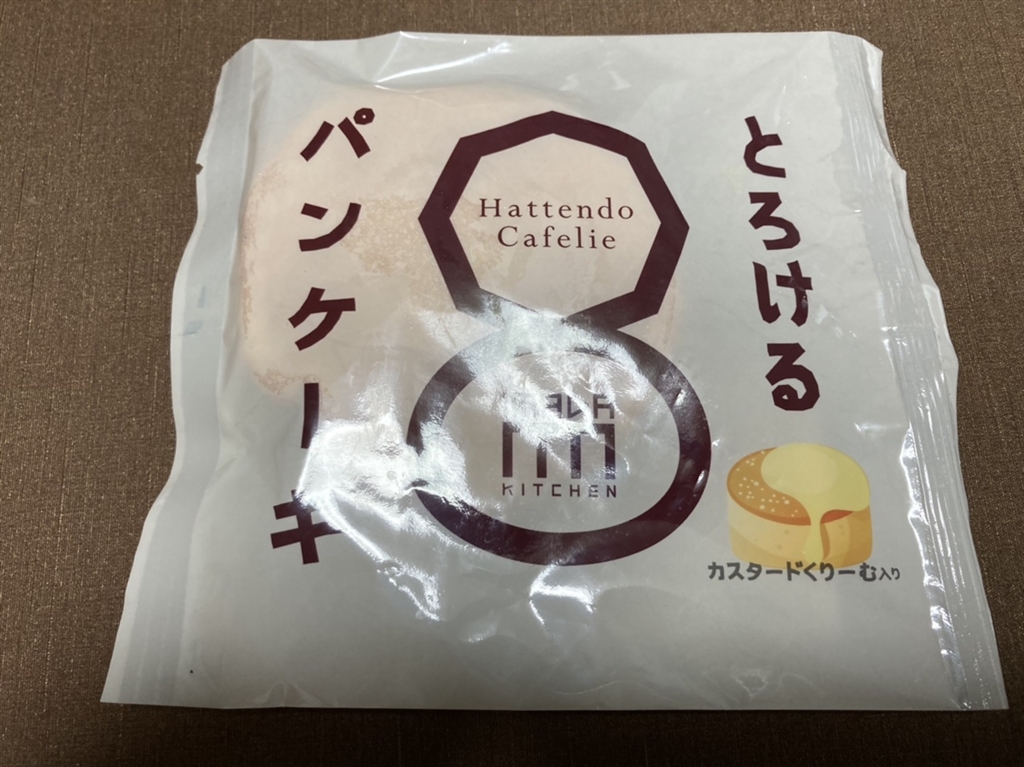 とろける
パンケーキ
Hattendo
Cafelie
KITCHEN
カスタードくりーむ入り